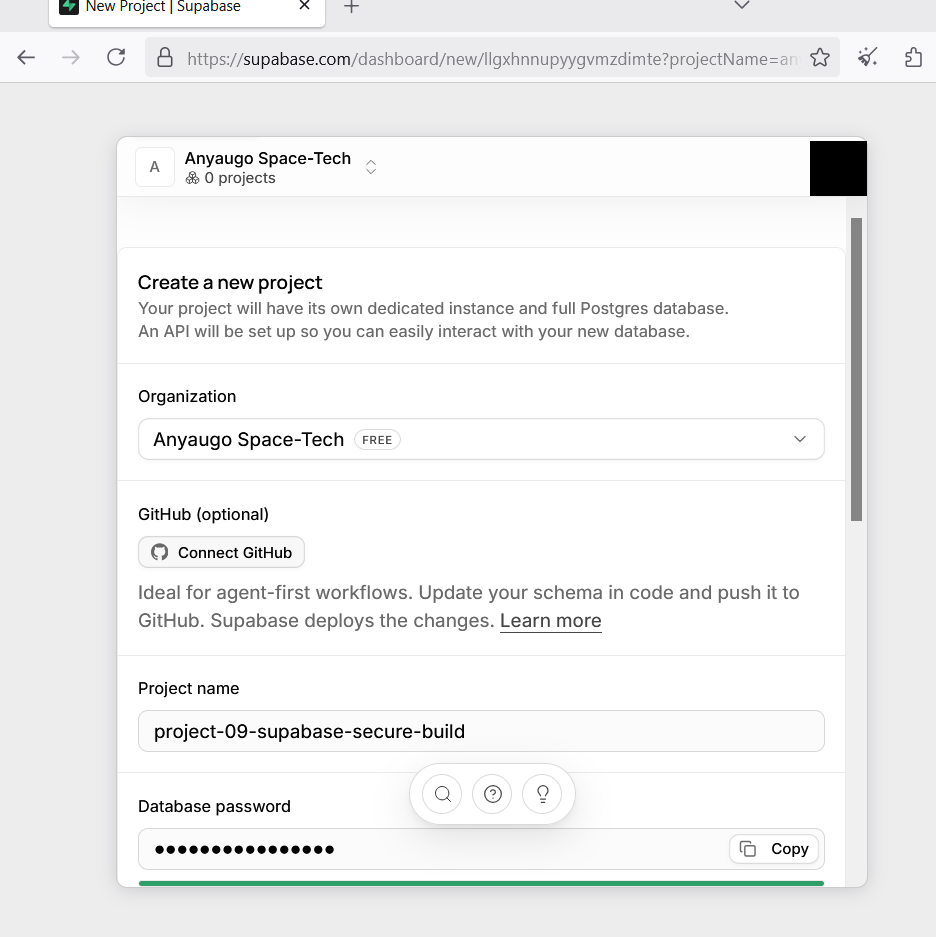 New Project | Supabase
https://supabase.com/dashboard/new/llgxhnnupyygvmzdimte?projectName=an
A
Anyaugo Space-Tech
0 projects
Create a new project
Your project will have its own dedicated instance and full Postgres database.
An API will be set up so you can easily interact with your new database.
Organization
Anyaugo Space-Tech FREE
GitHub (optional)
Connect GitHub
Ideal for agent-first workflows. Update your schema in code and push it to
GitHub. Supabase deploys the changes. Learn more
Project name
project-09-supabase-secure-build
Database password
••••••••••••••••
Copy